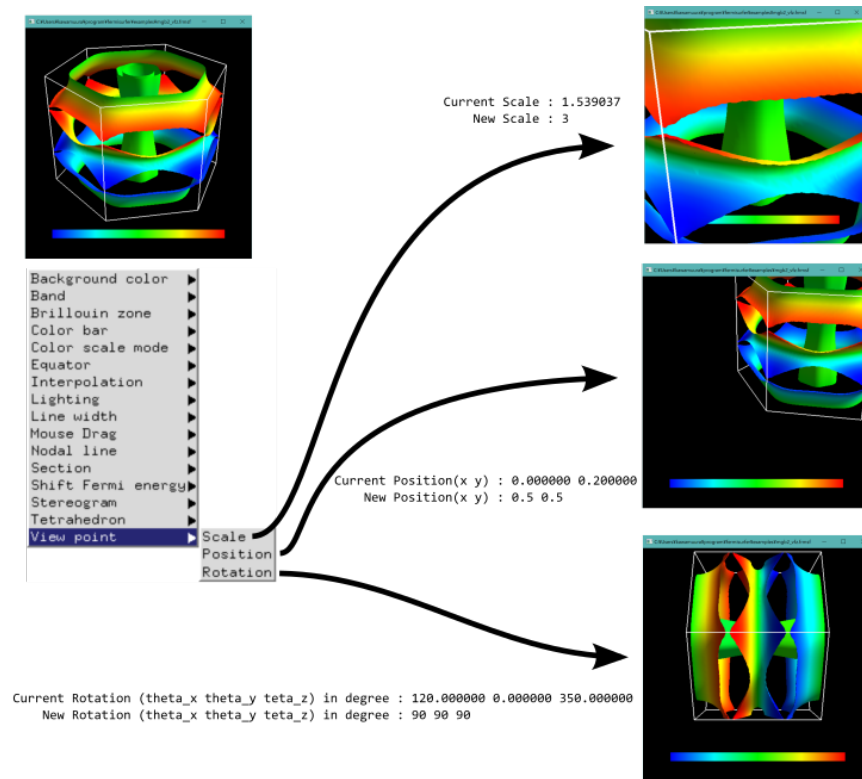 Current Scale : 1.539037
New Scale : 3
Background color
Band
Brillouin zone
Color bar
Color scale mode
Equator
Interpolation
Lighting
Line width
Mouse Drag
Nodal line
Section
Shift Fermi energy
Stereogram
Tetrahedron
View point
Scale
Position
Rotation
Current Position(x y) : 0.000000 0.200000
New Position(x y) : 0.5 0.5
Current Rotation (theta_x theta_y teta_z) in degree : 120.000000 0.000000 350.000000
New Rotation (theta_x theta_y teta_z) in degree : 90 90 90